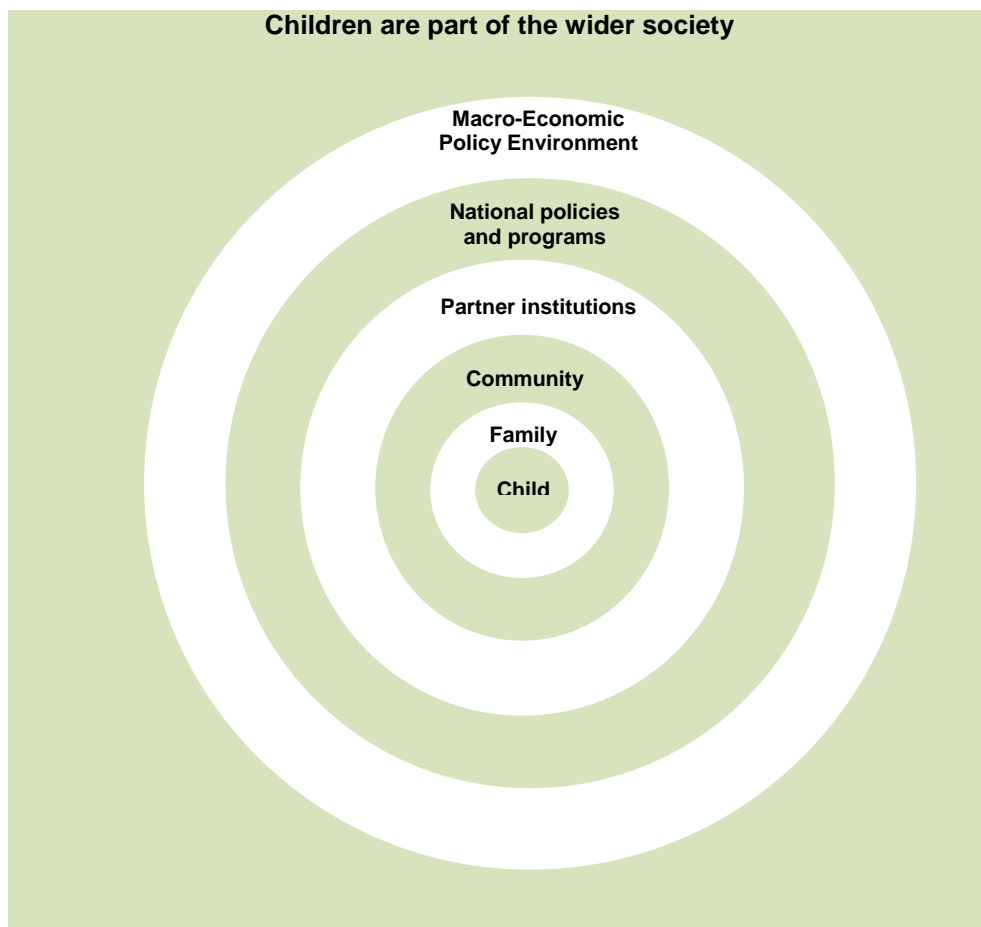 Children are part of the wider society
Macro-Economic
Policy Environment
National policies
and programs
Partner institutions
Community
Family
Child